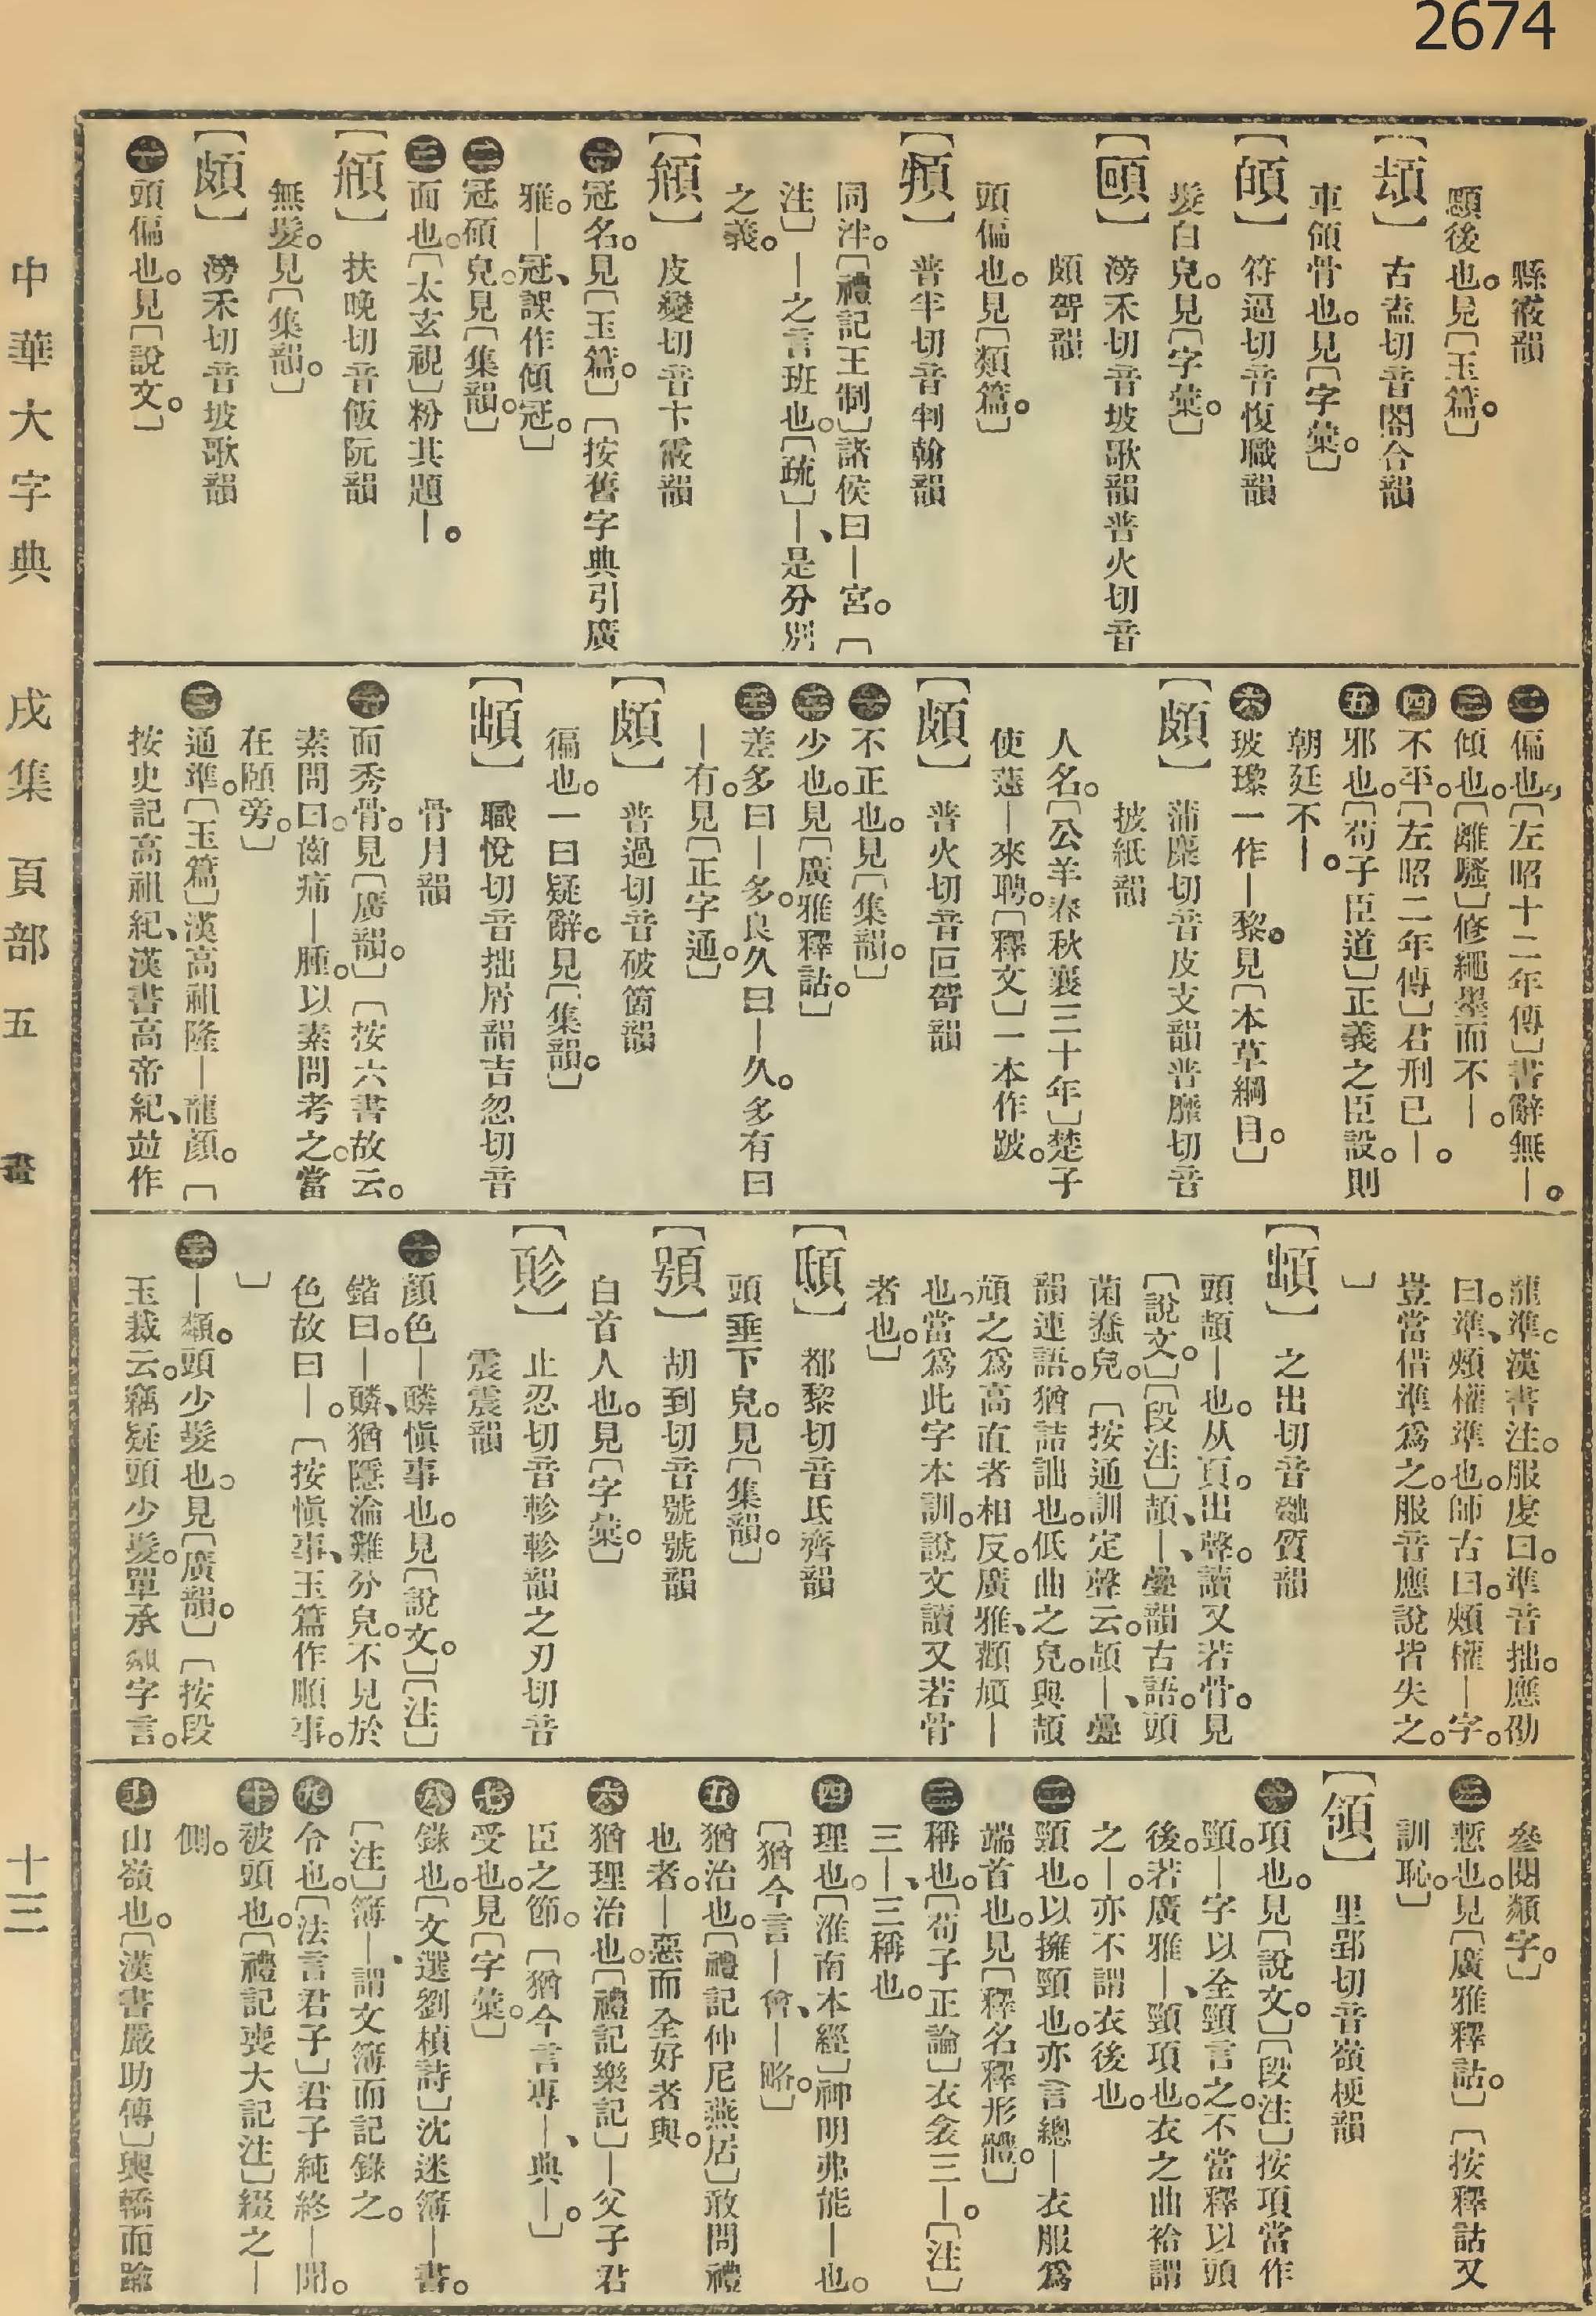 2674
縣霰韻
顋後也。見〔玉篇。〕
古盍切音閤合韻
車領骨也。見〔字彙。〕
符逼切音愎職韻
髮白皃。見〔字彙。〕
滂禾切音坡歌韻普火切音
頗哿韻
頭偏也。見〔類篇。〕
普半切音判翰韻
同泮。〔禮記王制〕諸侯曰—宮。〔
注〕—之言班也。〔疏〕—、是分別
之義。
皮變切音卞霰韻
㊀冠名。見〔玉篇。〕〔按舊字典引廣
雅。—冠、誤作傾冠。〕
㊁冠傾皃。見〔集韻。〕
㊂面也。〔太玄視〕粉其題—。
扶晚切音飯阮韻
無髮。見〔集韻。〕
〔頗〕滂禾切音坡歌韻
㊀頭偏也。見〔說文。〕
㊁偏也。〔左昭十二年傳〕書辭無—。
㊂傾也。〔離騷〕修繩墨而不—。
㊃不平。〔左昭二年傳〕君刑已—。
㊄邪也。〔荀子臣道〕正義之臣設。則
朝廷不—。
㊅玻瓈一作—黎。見〔本草綱目。〕
〔頗〕蒲麋切音皮支韻普靡切音
披紙韻
人名。〔公羊春秋襄三十年〕楚子
使薳—來聘。〔釋文〕一本作跛。
〔頗〕普火切音叵哿韻
㊀不正也。見〔集韻。〕
㊁少也。見〔廣雅釋詁。〕
㊂差多曰—多。良久曰—久。多有曰
—有。見〔正字通。〕
〔頗〕普過切音破箇韻
徧也。一曰疑辭。見〔集韻。〕
〔䪼〕職悅切音拙屑韻吉忽切音
骨月韻
㊀面秀骨。見〔廣韻。〕〔按六書故云。
素問曰。齒痛—腫。以素問考之。當
在頤旁。〕
㊁通準。〔玉篇〕漢高祖隆—龍顏。〔
按史記高祖紀、漢書高帝紀、竝作
龍準。漢書注。服虔曰。準音拙。應劭
曰。準、頰權準也。師古曰。頰權—字。
豈當借準爲之。服音應說皆失之。
〕
〔䪼〕之出切音𪕸質韻
頭頡—也。从頁。出聲。讀又若骨。見
〔說文。〕〔段注〕頡、—、疊韻古語。頭
菌蠢皃。〔按通訓定聲云。頡—、疊
韻連語。猶詰詘也。低曲之皃。與頡
頏之爲高直者相反。廣雅、顤頏—
也。當爲此字本訓。說文讀又若骨
者也。〕
都黎切音氐齊韻
頭垂下皃。見〔集韻。〕
胡到切音號號韻
白首人也。見〔字彙。〕
〔㐱頁〕止忍切音軫軫韻之刃切音
震震韻
㊀顏色—䫰愼事也。見〔說文。〕〔注〕
鍇曰。—䫰、猶隱淪難分皃。不見於
色故曰—。〔按愼事、玉篇作順事。
〕
㊁—䫇。頭少髮也。見〔廣韻。〕〔按段
玉裁云。竊疑頭少髮。單承䫇字言。
參閱纇字。〕
㊂慙也。見〔廣雅釋詁。〕〔按釋詁又
訓恥。〕
〔領〕里郢切音嶺梗韻
㊀項也。見〔說文。〕〔段注〕按項當作
頸。—字以全頸言之。不當釋以頭
後。若廣雅—、頸項也。衣之曲袷謂
之—。亦不謂衣後也。
㊁頸也。以擁頸也。亦言總—衣服爲
端首也。見〔釋名釋形體。〕
㊂稱也。〔荀子正論〕衣衾三—。〔注〕
三—、三稱也。
㊃理也。〔淮南本經〕神明弗能—也。
〔猶今言—會、—略。〕
㊄猶治也。〔禮記仲尼燕居〕敢問禮
也者。—惡而全好者與。
㊅猶理治也。〔禮記樂記〕—父子君
臣之節。〔猶今言專—、典—。〕
㊆受也。見〔字彙。〕
㊇錄也。〔文選劉楨詩〕沈迷簿—書。
〔注〕簿—、謂文簿而記錄之。
㊈令也。〔法言君子〕君子純終—聞。
㊉被頭也。〔禮記喪大記注〕綴之—
側。
⑪山嶺也。〔漢書嚴助傳〕輿轎而踰
中華大字典 戌集 頁部 五畫 十三